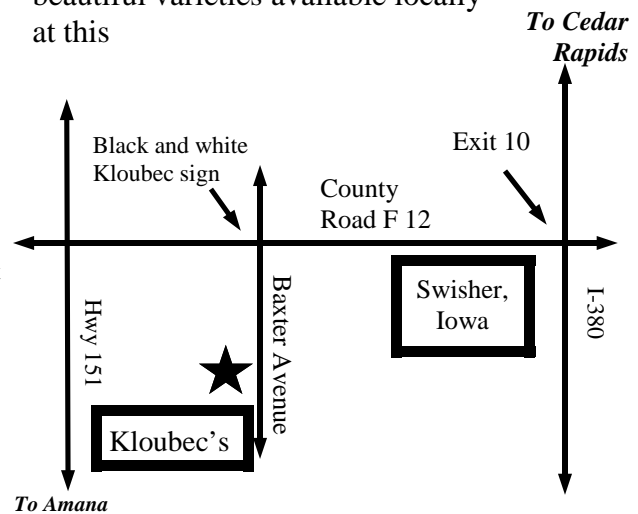 beautiful varieties available locally
at this
To Cedar
Rapids
Black and white
Kloubec sign
Exit 10
County
Road F 12
Hwy 151
Baxter Avenue
Swisher,
Iowa
I-380
Kloubec’s
To Amana